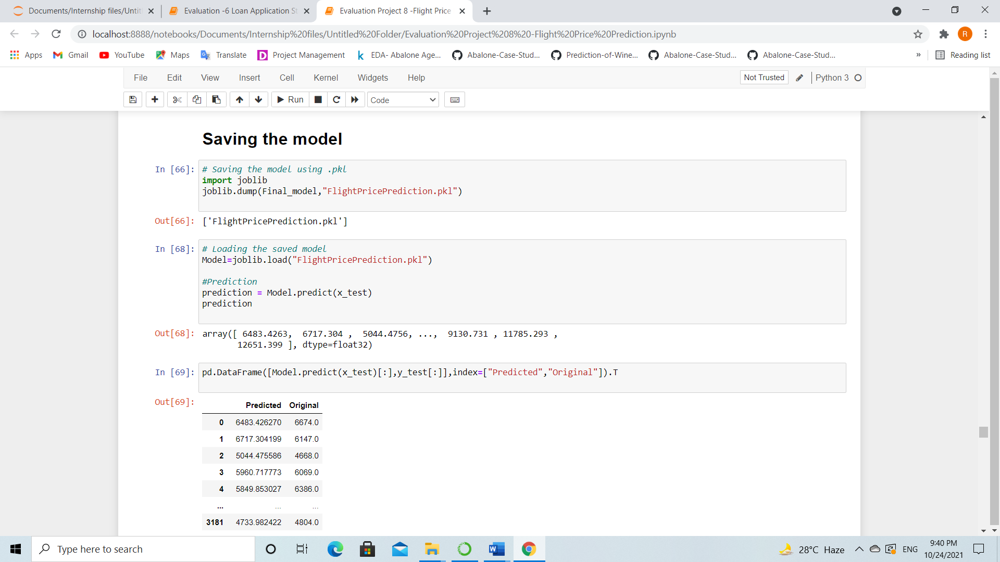 Documents/Internship files/Untit
Evaluation -6 Loan Application St
Evaluation Project 8 -Flight Price
localhost:8888/notebooks/Documents/Internship%20files/Untitled%20Folder/Evaluation%20Project%208%20-Flight%20Price%20Prediction.ipynb
R
Apps Gmail YouTube Maps Translate Project Management EDA- Abalone Age... Abalone-Case-Stud... Prediction-of-Wine... Abalone-Case-Stud... Abalone-Case-Stud... » Reading list
File Edit View Insert Cell Kernel Widgets Help Not Trusted Python 3
Run Code
Saving the model
In [66]: # Saving the model using .pkl
import joblib
joblib.dump(Final_model,"FlightPricePrediction.pkl")
Out[66]: ['FlightPricePrediction.pkl']
In [68]: # Loading the saved model
Model=joblib.load("FlightPricePrediction.pkl")
#Prediction
prediction = Model.predict(x_test)
prediction
Out[68]: array([ 6483.4263, 6717.304 , 5044.4756, ..., 9130.731 , 11785.293 ,
12651.399 ], dtype=float32)
In [69]: pd.DataFrame([Model.predict(x_test)[:],y_test[:]],index=["Predicted","Original"]).T
Out[69]:
Predicted Original
0 6483.426270 6674.0
1 6717.304199 6147.0
2 5044.475586 4668.0
3 5960.717773 6069.0
4 5849.853027 6386.0
... ... ...
3181 4733.982422 4804.0
Type here to search
28°C Haze
ENG
9:40 PM
10/24/2021